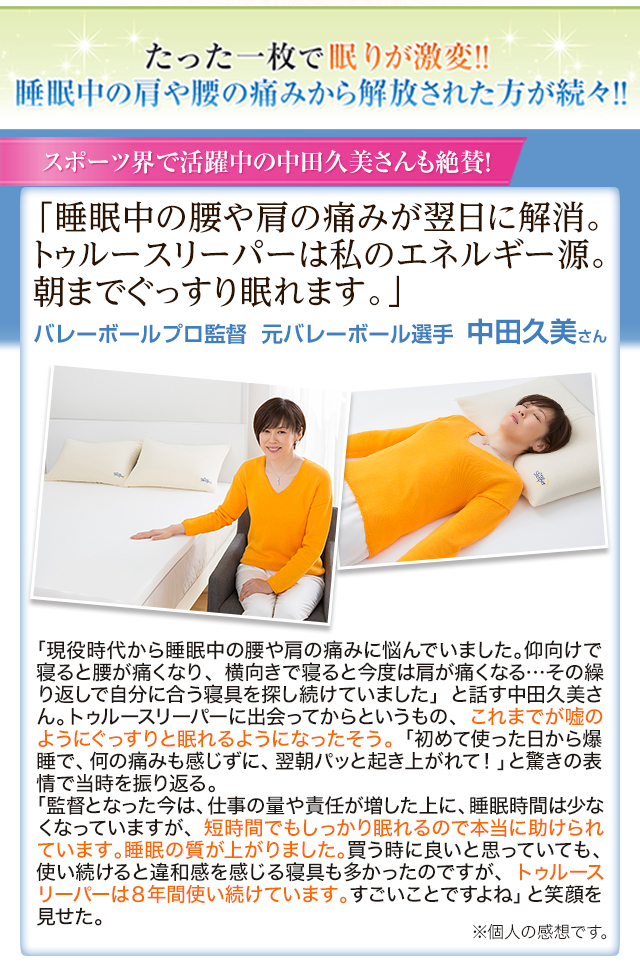 たった一枚で眠りが激変!!
睡眠中の肩や腰の痛みから解放された方が続々!!
スポーツ界で活躍中の中田久美さんも絶賛!
「睡眠中の腰や肩の痛みが翌日に解消。
トゥルースリーパーは私のエネルギー源。
朝までぐっすり眠れます。」
バレーボールプロ監督 元バレーボール選手 中田久美さん
「現役時代から睡眠中の腰や肩の痛みに悩んでいました。仰向けで
寝ると腰が痛くなり、横向きで寝ると今度は肩が痛くなる…その繰
り返しで自分に合う寝具を探し続けていました」と話す中田久美さ
ん。トゥルースリーパーに出会ってからというもの、これまでが嘘の
ようにぐっすりと眠れるようになったそう。「初めて使った日から爆
睡で、何の痛みも感じずに、翌朝パッと起き上がれて!」と驚きの表
情で当時を振り返る。
「監督となった今は、仕事の量や責任が増した上に、睡眠時間は少な
くなっていますが、短時間でもしっかり眠れるので本当に助けられ
ています。睡眠の質が上がりました。買う時に良いと思っていても、
使い続けると違和感を感じる寝具も多かったのですが、トゥルース
リーパーは8年間使い続けています。すごいことですよね」と笑顔を
見せた。
※個人の感想です。